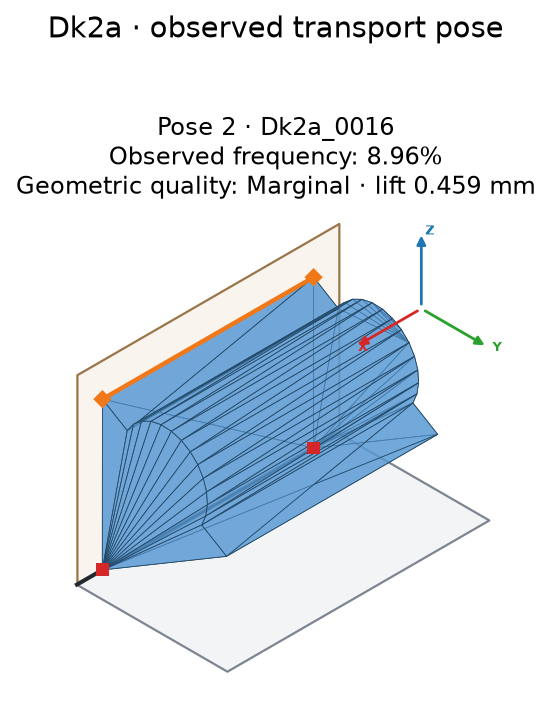 Dk2a · observed transport pose
Pose 2 · Dk2a_0016
Observed frequency: 8.96%
Geometric quality: Marginal · lift 0.459 mm
Z
X
Y